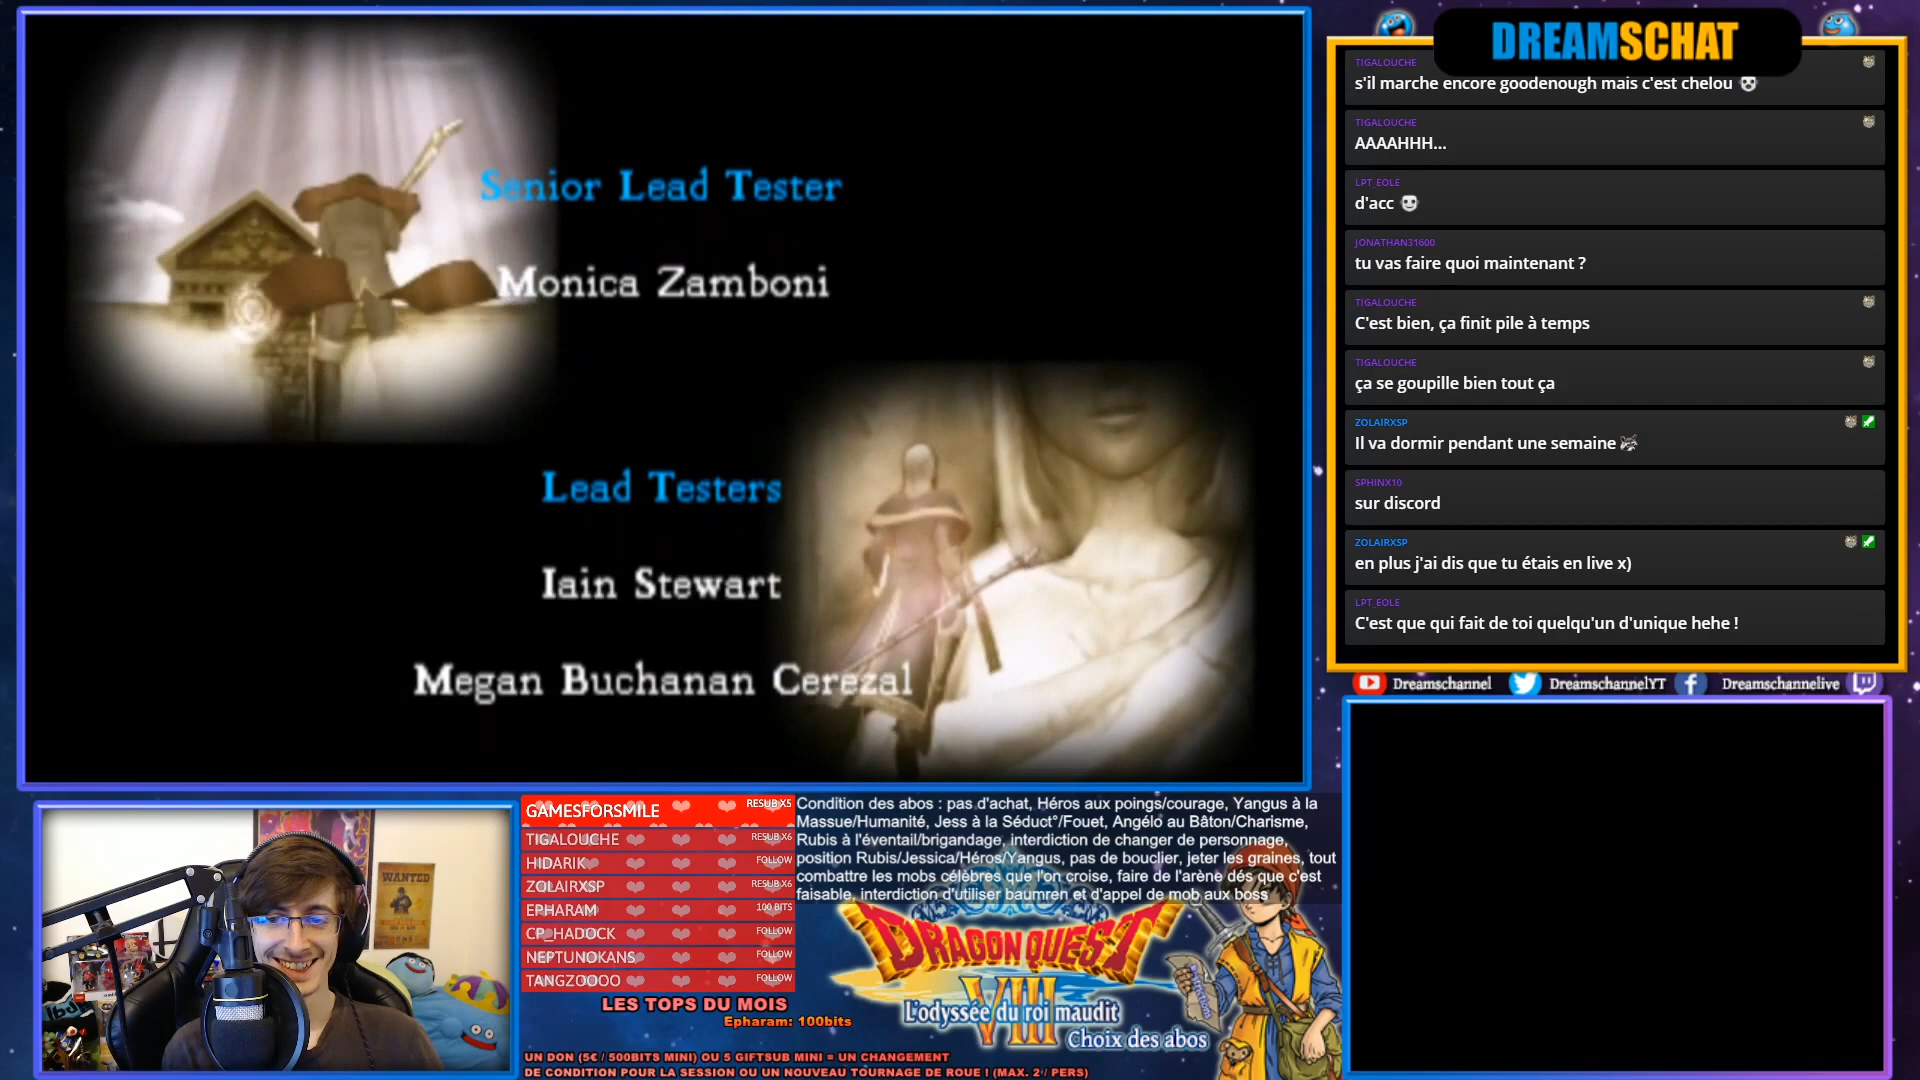 Senior Lead Tester
Monica Zamboni
Lead Testers
Iain Stewart
Megan Buchanan Cerezal
DREAMSCHAT
TIGALOUCHE
s'il marche encore goodenough mais c'est chelou
TIGALOUCHE
AAAAHHH...
LPT_EOLE
d'acc
JONATHAN31600
tu vas faire quoi maintenant ?
TIGALOUCHE
C'est bien, ça finit pile à temps
TIGALOUCHE
ça se goupille bien tout ça
ZOLAIRXSP
Il va dormir pendant une semaine
SPHINX10
sur discord
ZOLAIRXSP
en plus j'ai dis que tu étais en live x)
LPT_EOLE
C'est que qui fait de toi quelqu'un d'unique hehe !
Dreamschannel DreamschannelYT Dreamschannelive
WANTED
GAMESFORSMILE RESUB X5
TIGALOUCHE RESUB X6
HIDARIK FOLLOW
ZOLAIRXSP RESUB X6
EPHARAM 100 BITS
CP_HADOCK FOLLOW
NEPTUNOKANS FOLLOW
TANGZOOOO FOLLOW
LES TOPS DU MOIS
Epharam: 100bits
Condition des abos : pas d'achat, Héros aux poings/courage, Yangus à la
Massue/Humanité, Jess à la Séduct°/Fouet, Angélo au Bâton/Charisme,
Rubis à l'éventail/brigandage, interdiction de changer de personnage,
position Rubis/Jessica/Héros/Yangus, pas de bouclier, jeter les graines, tout
combattre les mobs célèbres que l'on croise, faire de l'arène dés que c'est
faisable, interdiction d'utiliser baumren et d'appel de mob aux boss
DRAGON QUEST
VIII
L'odyssée du roi maudit
Choix des abos
UN DON (5€ / 500BITS MINI) OU 5 GIFTSUB MINI = UN CHANGEMENT
DE CONDITION POUR LA SESSION OU UN NOUVEAU TOURNAGE DE ROUE ! (MAX. 2 / PERS)